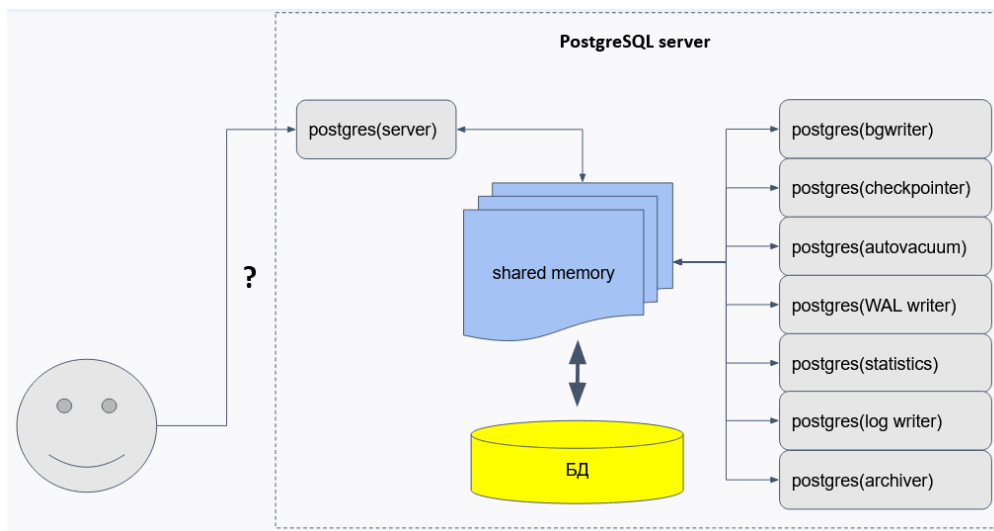 PostgreSQL server
postgres(server)
postgres(bgwriter)
postgres(checkpointer)
postgres(autovacuum)
postgres(WAL writer)
postgres(statistics)
postgres(log writer)
postgres(archiver)
shared memory
?
БД